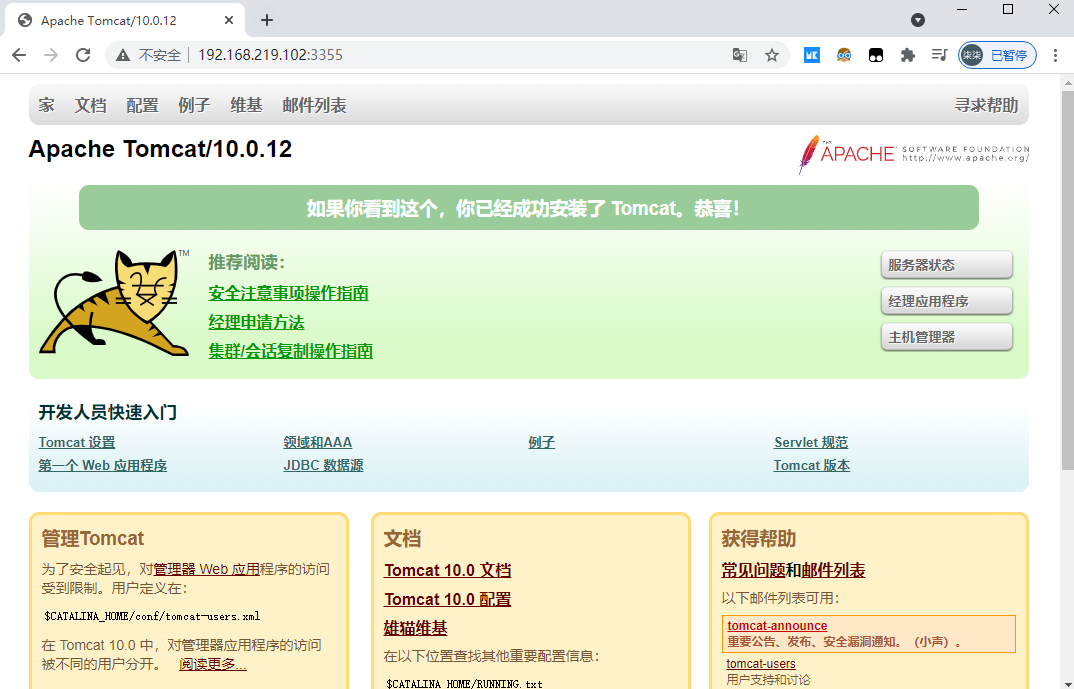 Apache Tomcat/10.0.12
不安全
192.168.219.102:3355
MK
柒柒
已暂停
家 文档 配置 例子 维基 邮件列表 寻求帮助
Apache Tomcat/10.0.12
THE APACHE SOFTWARE FOUNDATION
http://www.apache.org/
如果你看到这个，你已经成功安装了 Tomcat。恭喜！
TM
推荐阅读：
安全注意事项操作指南
经理申请方法
集群/会话复制操作指南
服务器状态
经理应用程序
主机管理器
开发人员快速入门
Tomcat 设置
第一个 Web 应用程序
领域和AAA
JDBC 数据源
例子
Servlet 规范
Tomcat 版本
管理Tomcat
为了安全起见，对管理器 Web 应用程序的访问
受到限制。用户定义在：
$CATALINA_HOME/conf/tomcat-users.xml
在 Tomcat 10.0 中，对管理器应用程序的访问
被不同的用户分开。 阅读更多...
文档
Tomcat 10.0 文档
Tomcat 10.0 配置
雄猫维基
在以下位置查找其他重要配置信息：
$CATALINA_HOME/RUNNING.txt
获得帮助
常见问题和邮件列表
以下邮件列表可用：
tomcat-announce
重要公告、发布、安全漏洞通知。（小声）。
tomcat-users
用户支持和讨论